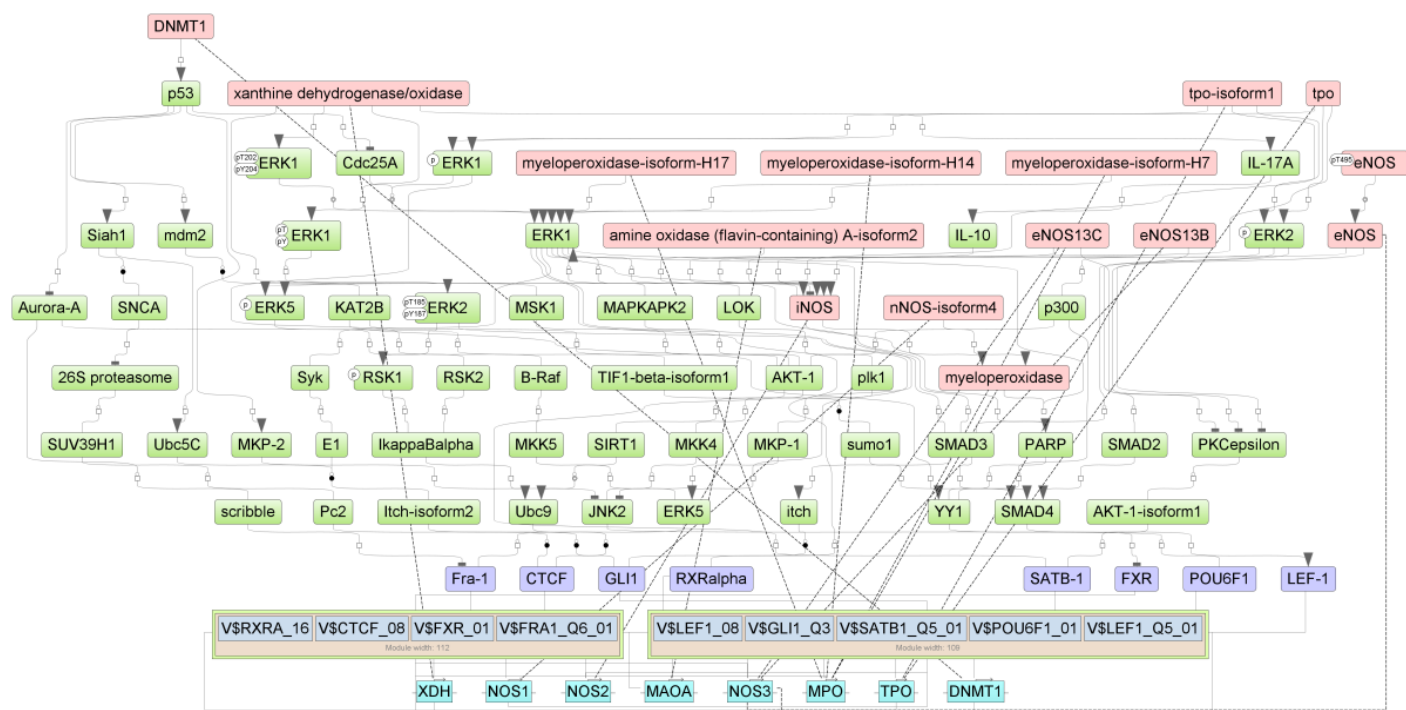 DNMT1
p53
xanthine dehydrogenase/oxidase
tpo-isoform1
tpo
pT202
pY204
ERK1
Cdc25A
p
ERK1
myeloperoxidase-isoform-H17
myeloperoxidase-isoform-H14
myeloperoxidase-isoform-H7
IL-17A
pT495
eNOS
Siah1
mdm2
pT
pY
ERK1
ERK1
amine oxidase (flavin-containing) A-isoform2
IL-10
eNOS13C
eNOS13B
p
ERK2
eNOS
Aurora-A
SNCA
p
ERK5
KAT2B
pT185
pY187
ERK2
MSK1
MAPKAPK2
LOK
iNOS
nNOS-isoform4
p300
26S proteasome
Syk
p
RSK1
RSK2
B-Raf
TIF1-beta-isoform1
AKT-1
plk1
myeloperoxidase
SUV39H1
Ubc5C
MKP-2
E1
IkappaBalpha
MKK5
SIRT1
MKK4
MKP-1
sumo1
SMAD3
PARP
SMAD2
PKCepsilon
scribble
Pc2
Itch-isoform2
Ubc9
JNK2
ERK5
itch
YY1
SMAD4
AKT-1-isoform1
Fra-1
CTCF
GLI1
RXRalpha
SATB-1
FXR
POU6F1
LEF-1
V$RXRA_16
V$CTCF_08
V$FXR_01
V$FRA1_Q6_01
Module width: 112
V$LEF1_08
V$GLI1_Q3
V$SATB1_Q5_01
V$POU6F1_01
V$LEF1_Q5_01
Module width: 109
XDH
NOS1
NOS2
MAOA
NOS3
MPO
TPO
DNMT1